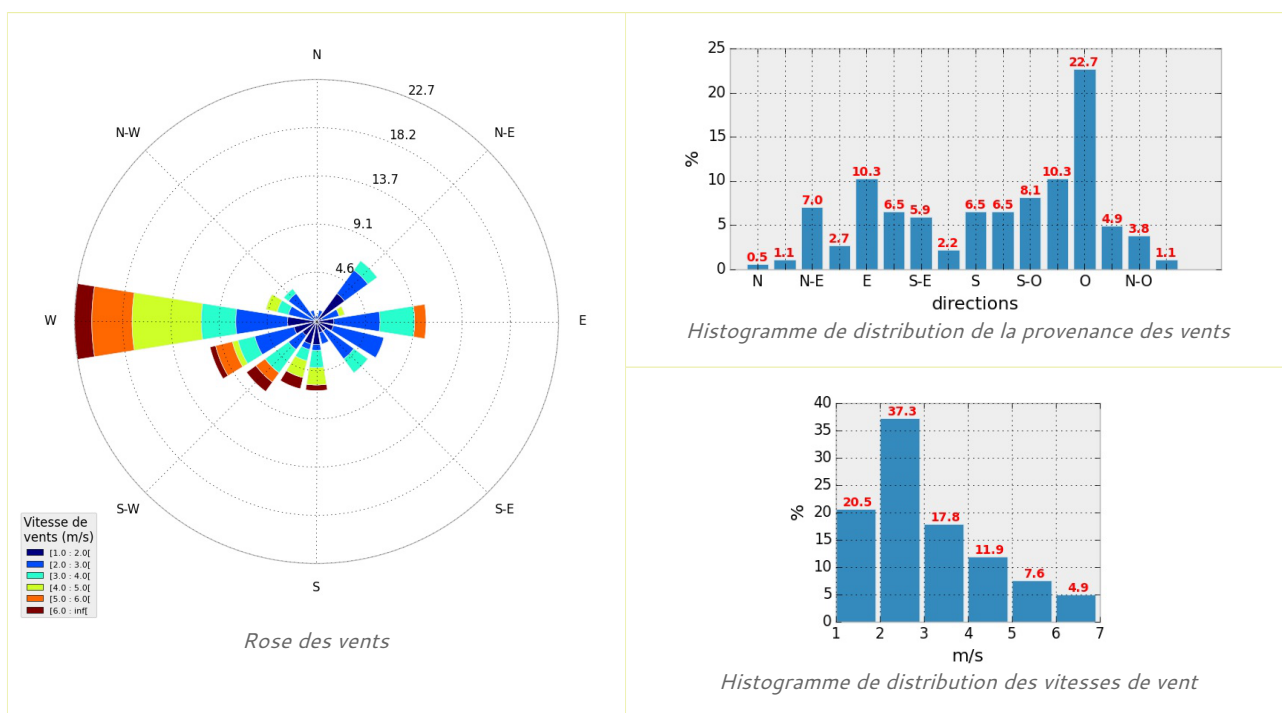 N
22.7
N-W
N-E
18.2
13.7
9.1
4.6
W
E
S-W
S-E
S
Vitesse de
vents (m/s)
[1.0 : 2.0[
[2.0 : 3.0[
[3.0 : 4.0[
[4.0 : 5.0[
[5.0 : 6.0[
[6.0 : inf[
Rose des vents
25
20
15
10
5
0
%
0.5
1.1
7.0
2.7
10.3
6.5
5.9
2.2
6.5
6.5
8.1
10.3
22.7
4.9
3.8
1.1
N N-E E S-E S S-O O N-O
directions
Histogramme de distribution de la provenance des vents
40
35
30
25
20
15
10
5
0
%
20.5
37.3
17.8
11.9
7.6
4.9
1 2 3 4 5 6 7
m/s
Histogramme de distribution des vitesses de vent